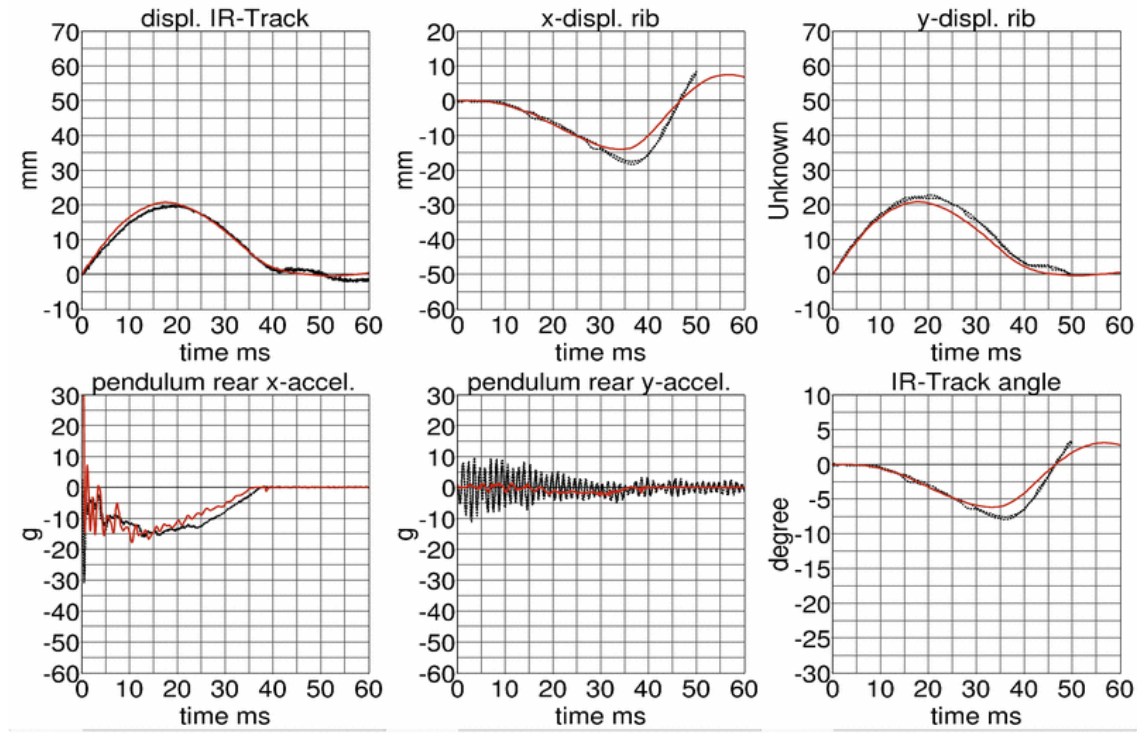 displ. IR-Track
70
60
50
40
30
20
10
0
-10
mm
0 10 20 30 40 50 60
time ms
x-displ. rib
20
10
0
-10
-20
-30
-40
-50
-60
mm
0 10 20 30 40 50 60
time ms
y-displ. rib
70
60
50
40
30
20
10
0
-10
Unknown
0 10 20 30 40 50 60
time ms
pendulum rear x-accel.
30
20
10
0
-10
-20
-30
-40
-50
-60
g
0 10 20 30 40 50 60
time ms
pendulum rear y-accel.
30
20
10
0
-10
-20
-30
-40
-50
-60
g
0 10 20 30 40 50 60
time ms
IR-Track angle
10
5
0
-5
-10
-15
-20
-25
-30
degree
0 10 20 30 40 50 60
time ms